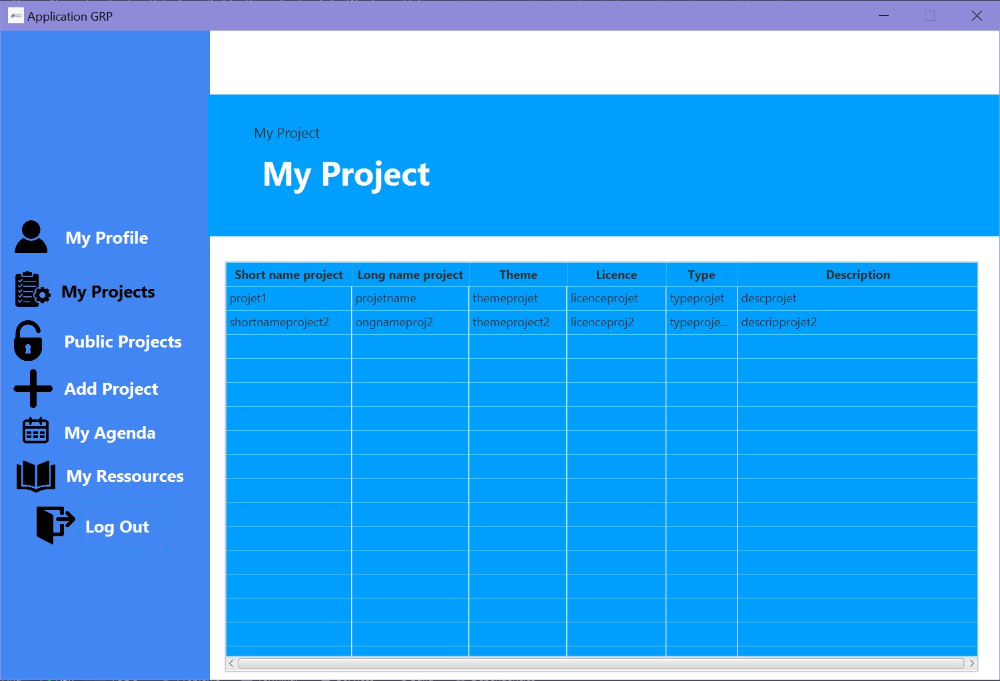 Application GRP
My Project
My Project
My Profile
My Projects
Public Projects
Add Project
My Agenda
My Ressources
Log Out
Short name project Long name project Theme Licence Type Description
projet1 projetname themeprojet licenceprojet typeprojet descprojet
shortnameproject2 ongnameproj2 themeproject2 licenceproj2 typeproje... descripprojet2